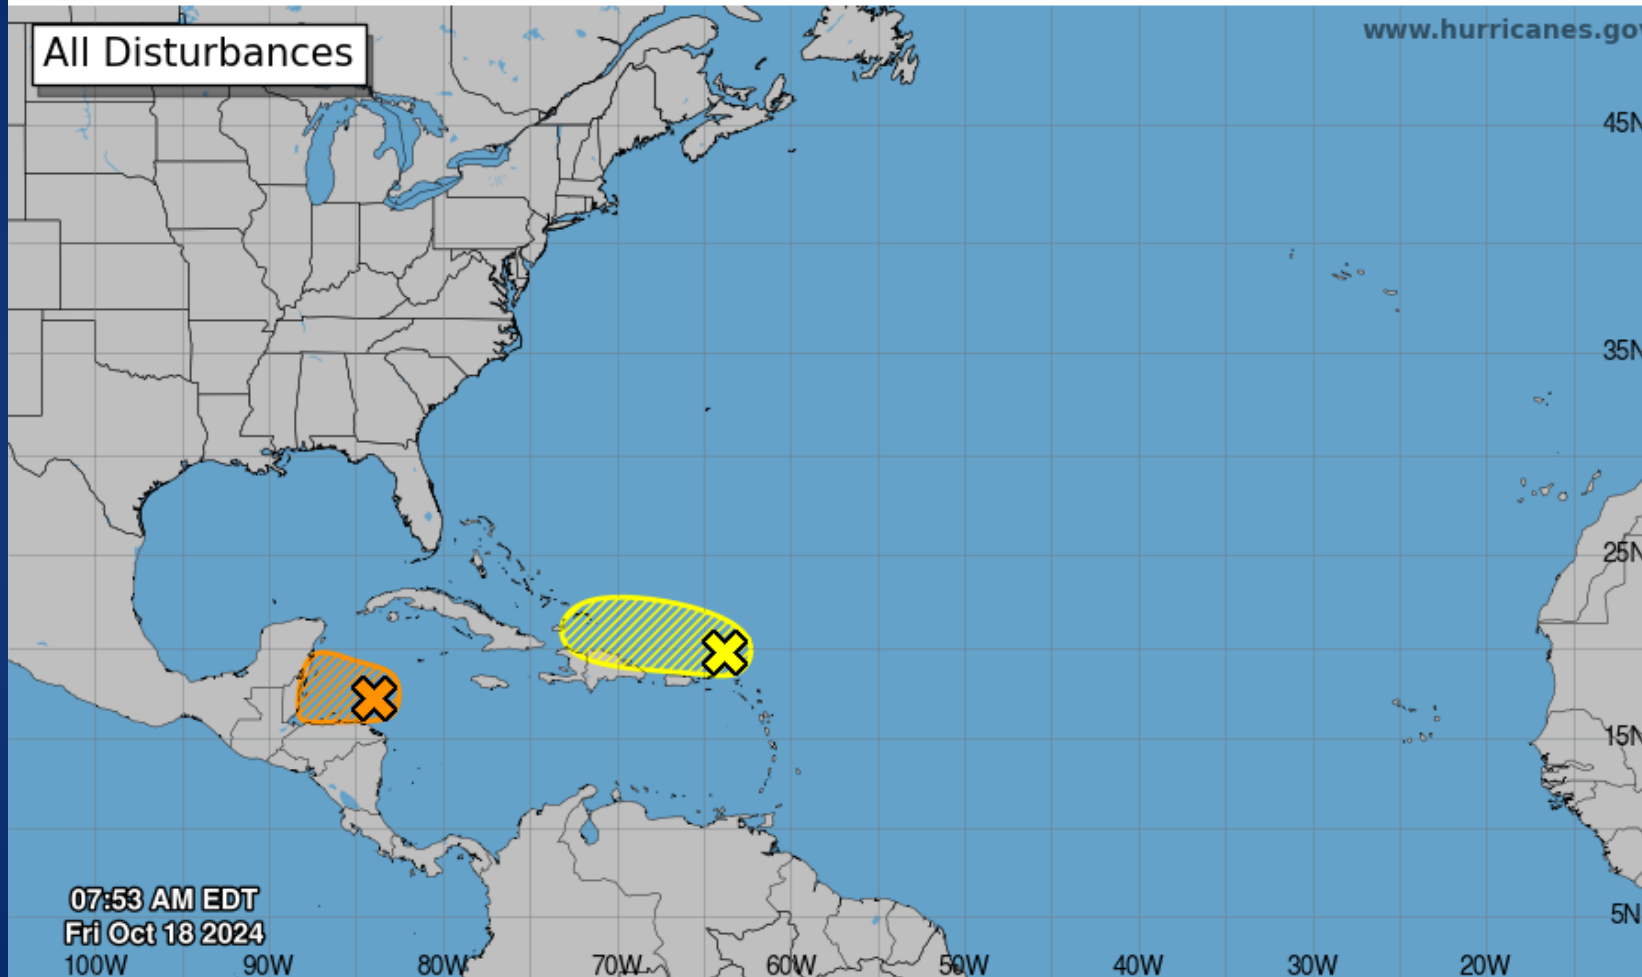 www.hurricanes.gov
All Disturbances
45N
35N
25N
15N
07:53 AM EDT
Fri Oct 18 2024
5N
100W 90W 80W 70W 60W 50W 40W 30W 20W